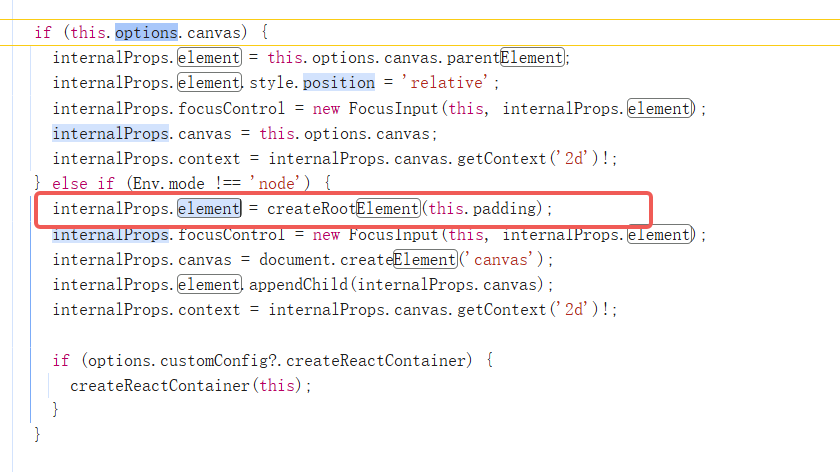 if (this.options.canvas) {
internalProps.element = this.options.canvas.parentElement;
internalProps.element.style.position = 'relative';
internalProps.focusControl = new FocusInput(this, internalProps.element);
internalProps.canvas = this.options.canvas;
internalProps.context = internalProps.canvas.getContext('2d')!;
} else if (Env.mode !== 'node') {
internalProps.element = createRootElement(this.padding);
internalProps.focusControl = new FocusInput(this, internalProps.element);
internalProps.canvas = document.createElement('canvas');
internalProps.element.appendChild(internalProps.canvas);
internalProps.context = internalProps.canvas.getContext('2d')!;
if (options.customConfig?.createReactContainer) {
createReactContainer(this);
}
}